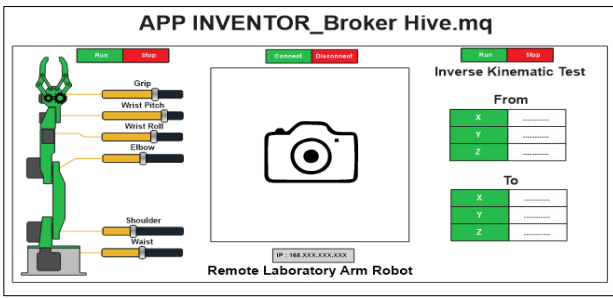 APP INVENTOR_Broker Hive.mq
Run Stop
Grip
Wrist Pitch
Wrist Roll
Elbow
Shoulder
Waist
Connect Disconnect
IP : 168.XXX.XXX.XXX
Remote Laboratory Arm Robot
Run Stop
Inverse Kinematic Test
From
X ...........
Y ...........
Z ...........
To
X ...........
Y ...........
Z ...........